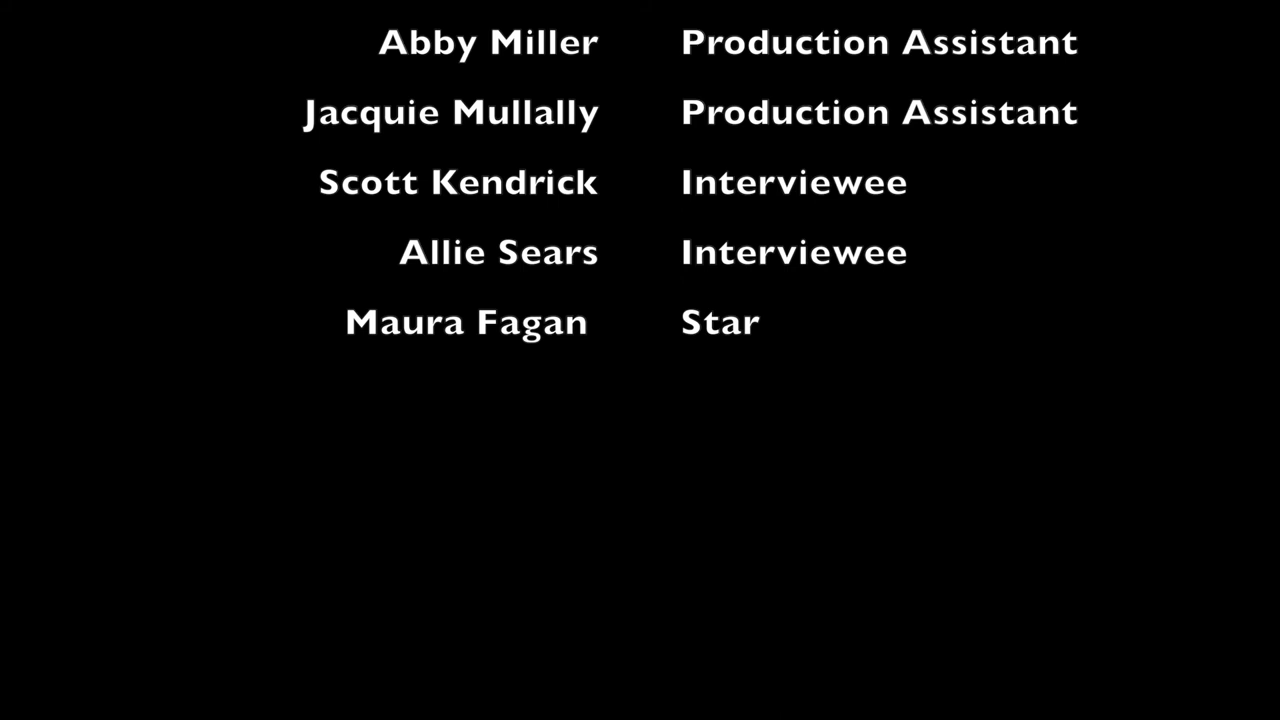 Abby Miller Production Assistant
Jacquie Mullally Production Assistant
Scott Kendrick Interviewee
Allie Sears Interviewee
Maura Fagan Star